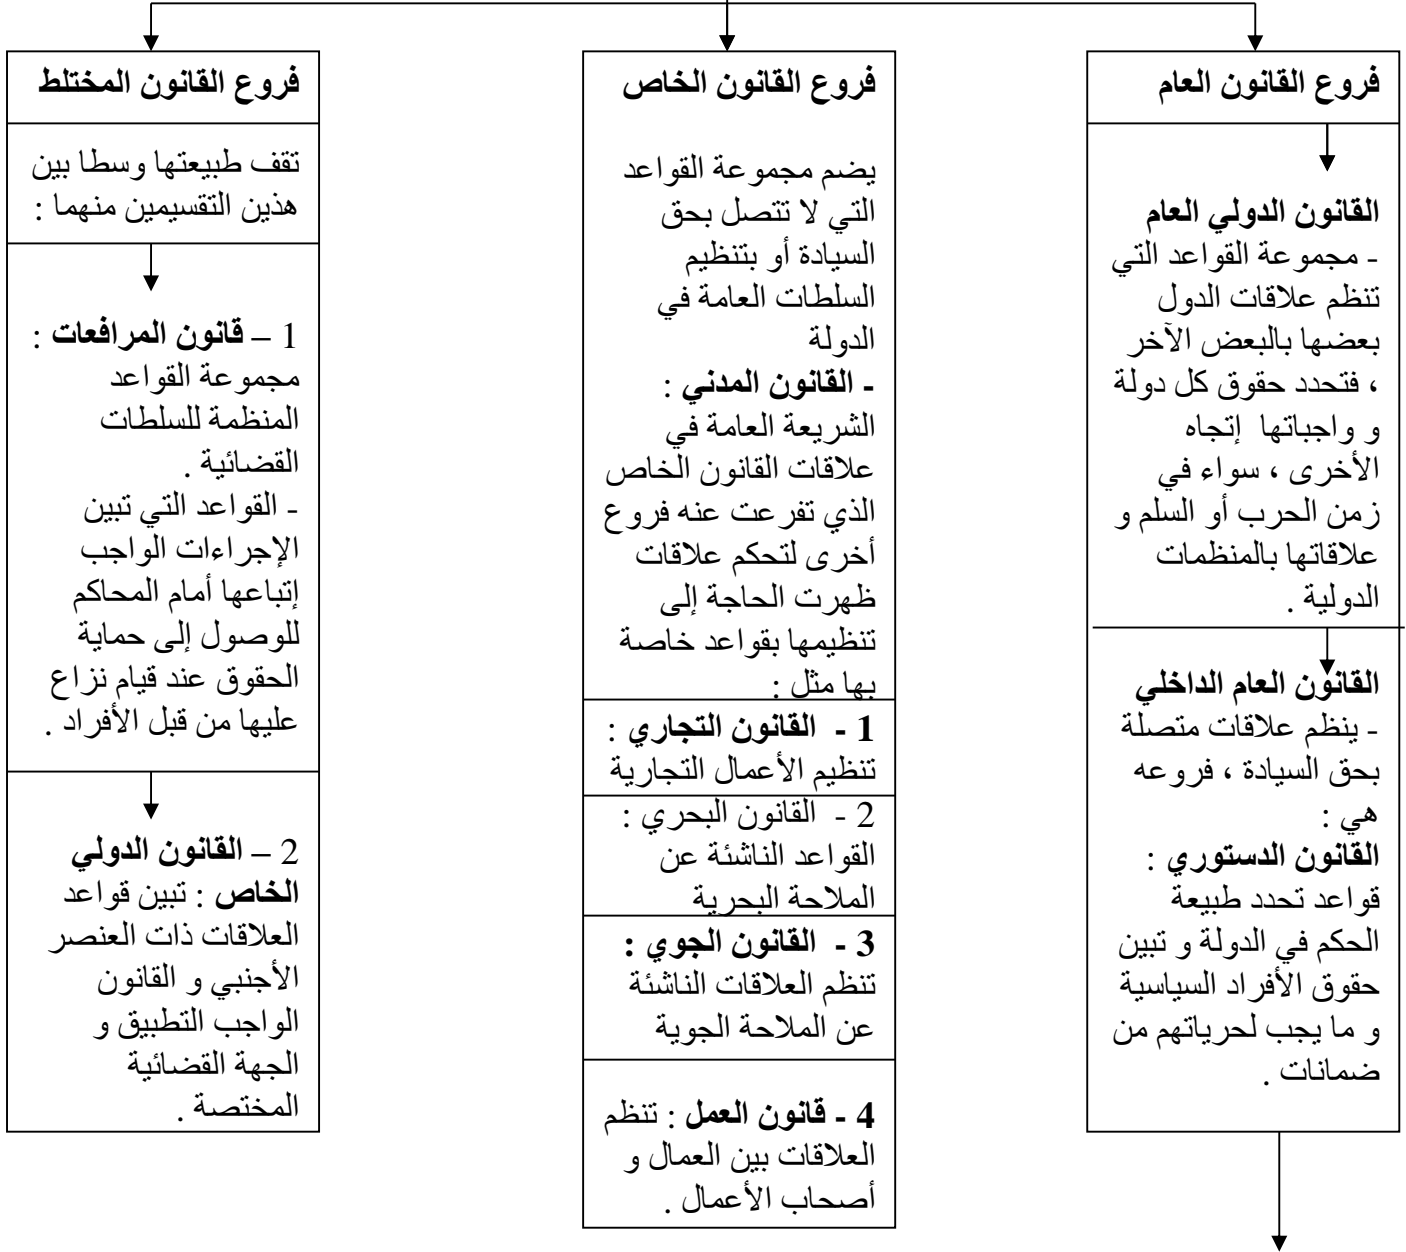 فروع القانون العام
القانون الدولي العام
- مجموعة القواعد التي
تنظم علاقات الدول
بعضها بالبعض الآخر
، فتحدد حقوق كل دولة
و واجباتها إتجاه
الأخرى ، سواء في
زمن الحرب أو السلم و
علاقاتها بالمنظمات
الدولية .
القانون العام الداخلي
- ينظم علاقات متصلة
بحق السيادة ، فروعه
هي :
القانون الدستوري :
قواعد تحدد طبيعة
الحكم في الدولة و تبين
حقوق الأفراد السياسية
و ما يجب لحرياتهم من
ضمانات .
فروع القانون الخاص
يضم مجموعة القواعد
التي لا تتصل بحق
السيادة أو بتنظيم
السلطات العامة في
الدولة
- القانون المدني :
الشريعة العامة في
علاقات القانون الخاص
الذي تفرعت عنه فروع
أخرى لتحكم علاقات
ظهرت الحاجة إلى
تنظيمها بقواعد خاصة
بها مثل :
1 - القانون التجاري :
تنظيم الأعمال التجارية
2 - القانون البحري :
القواعد الناشئة عن
الملاحة البحرية
3 - القانون الجوي :
تنظم العلاقات الناشئة
عن الملاحة الجوية
4 - قانون العمل : تنظم
العلاقات بين العمال و
أصحاب الأعمال .
فروع القانون المختلط
تقف طبيعتها وسطا بين
هذين التقسيمين منهما :
1 – قانون المرافعات :
مجموعة القواعد
المنظمة للسلطات
القضائية .
- القواعد التي تبين
الإجراءات الواجب
إتباعها أمام المحاكم
للوصول إلى حماية
الحقوق عند قيام نزاع
عليها من قبل الأفراد .
2 – القانون الدولي
الخاص : تبين قواعد
العلاقات ذات العنصر
الأجنبي و القانون
الواجب التطبيق و
الجهة القضائية
المختصة .